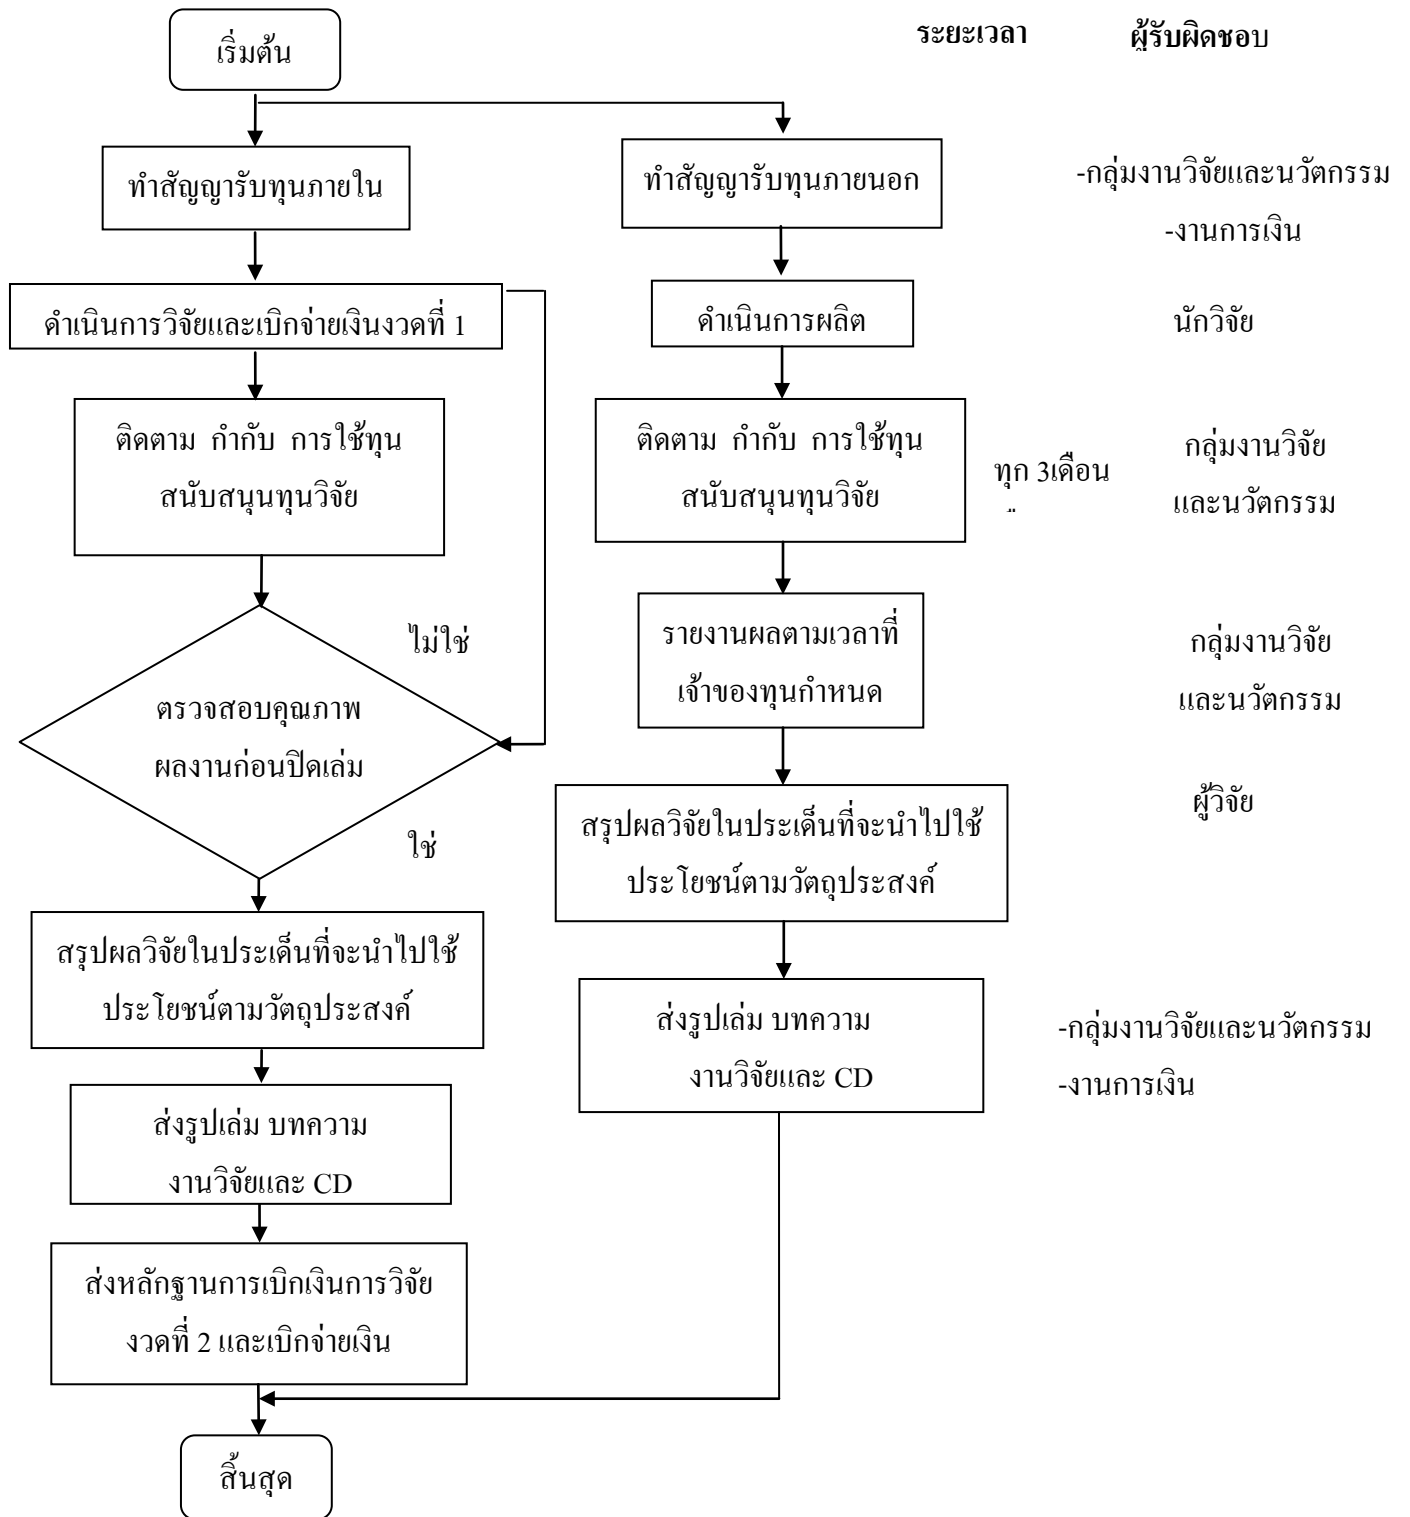 เริ่มต้น
ระยะเวลา
ผู้รับผิดชอบ
ทำสัญญารับทุนภายใน
ทำสัญญารับทุนภายนอก
-กลุ่มงานวิจัยและนวัตกรรม
-งานการเงิน
ดำเนินการวิจัยและเบิกจ่ายเงินงวดที่ 1
ดำเนินการผลิต
นักวิจัย
ติดตาม กำกับ การใช้ทุน
สนับสนุนทุนวิจัย
ติดตาม กำกับ การใช้ทุน
สนับสนุนทุนวิจัย
ทุก 3เดือน
กลุ่มงานวิจัย
และนวัตกรรม
ไม่ใช่
ตรวจสอบคุณภาพ
ผลงานก่อนปิดเล่ม
ใช่
รายงานผลตามเวลาที่
เจ้าของทุนกำหนด
กลุ่มงานวิจัย
และนวัตกรรม
สรุปผลวิจัยในประเด็นที่จะนำไปใช้
ประโยชน์ตามวัตถุประสงค์
ผู้วิจัย
สรุปผลวิจัยในประเด็นที่จะนำไปใช้
ประโยชน์ตามวัตถุประสงค์
ส่งรูปเล่ม บทความ
งานวิจัยและ CD
-กลุ่มงานวิจัยและนวัตกรรม
-งานการเงิน
ส่งรูปเล่ม บทความ
งานวิจัยและ CD
ส่งหลักฐานการเบิกเงินการวิจัย
งวดที่ 2 และเบิกจ่ายเงิน
สิ้นสุด